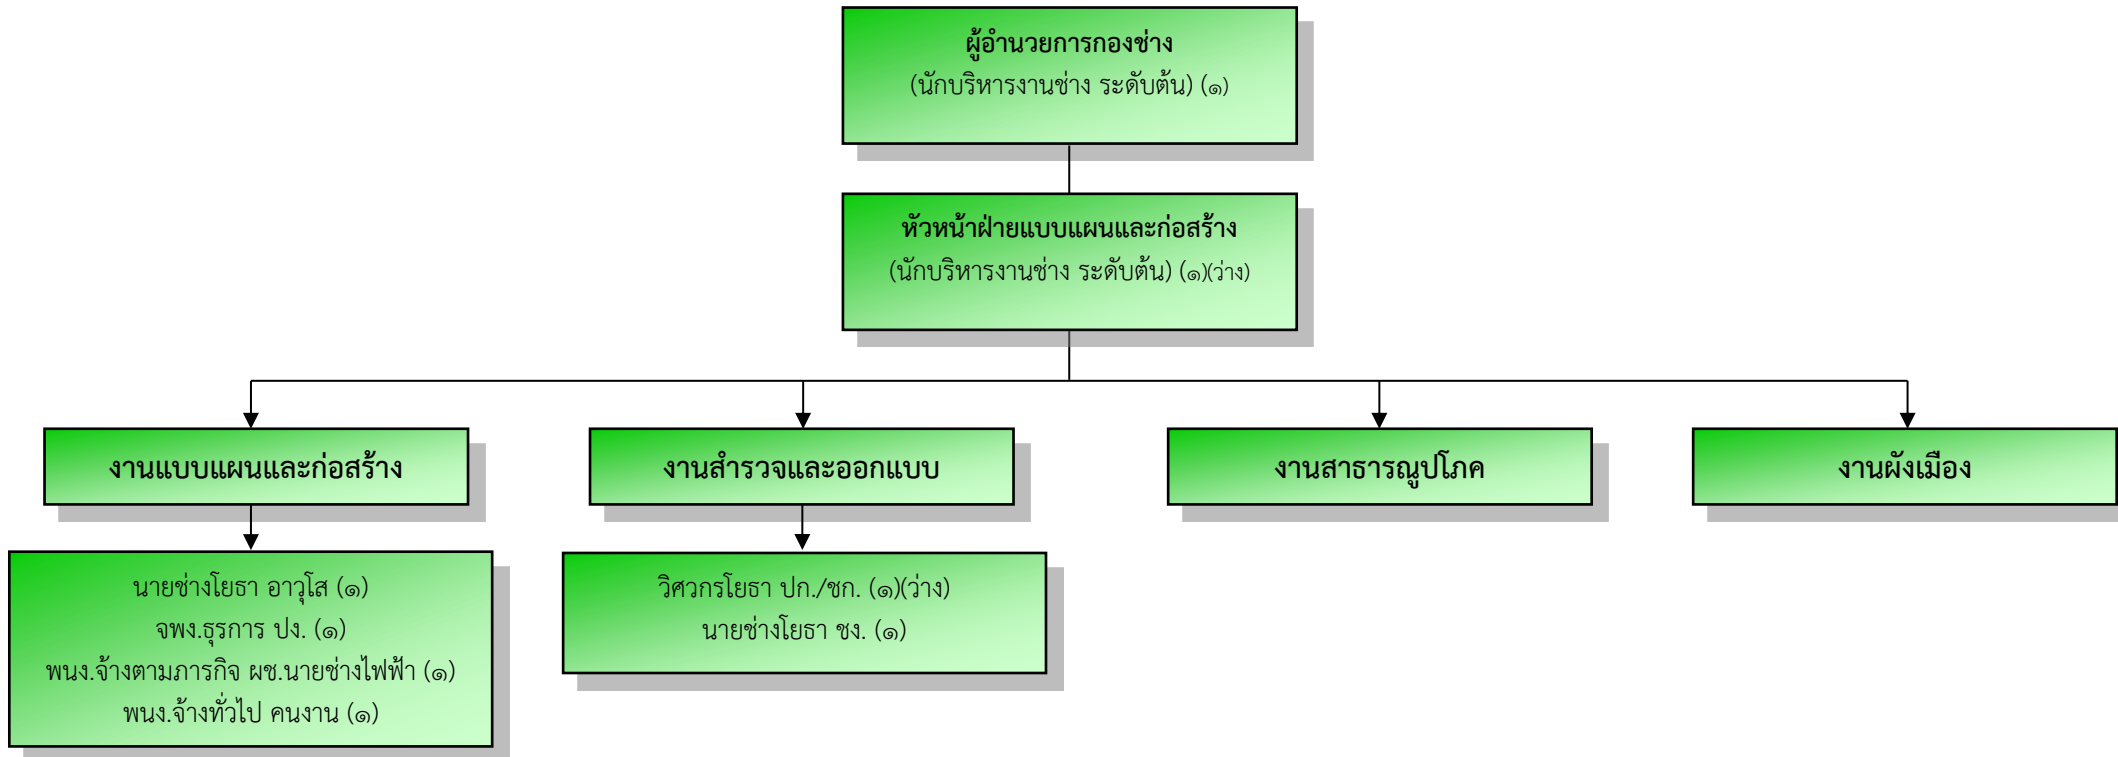 ผู้อำนวยการกองช่าง
(นักบริหารงานช่าง ระดับต้น) (๑)
หัวหน้าฝ่ายแบบแผนและก่อสร้าง
(นักบริหารงานช่าง ระดับต้น) (๑)(ว่าง)
งานแบบแผนและก่อสร้าง
งานสำรวจและออกแบบ
งานสาธารณูปโภค
งานผังเมือง
นายช่างโยธา อาวุโส (๑)
จพง.ธุรการ ปง. (๑)
พนง.จ้างตามภารกิจ ผช.นายช่างไฟฟ้า (๑)
พนง.จ้างทั่วไป คนงาน (๑)
วิศวกรโยธา ปก./ชก. (๑)(ว่าง)
นายช่างโยธา ชง. (๑)